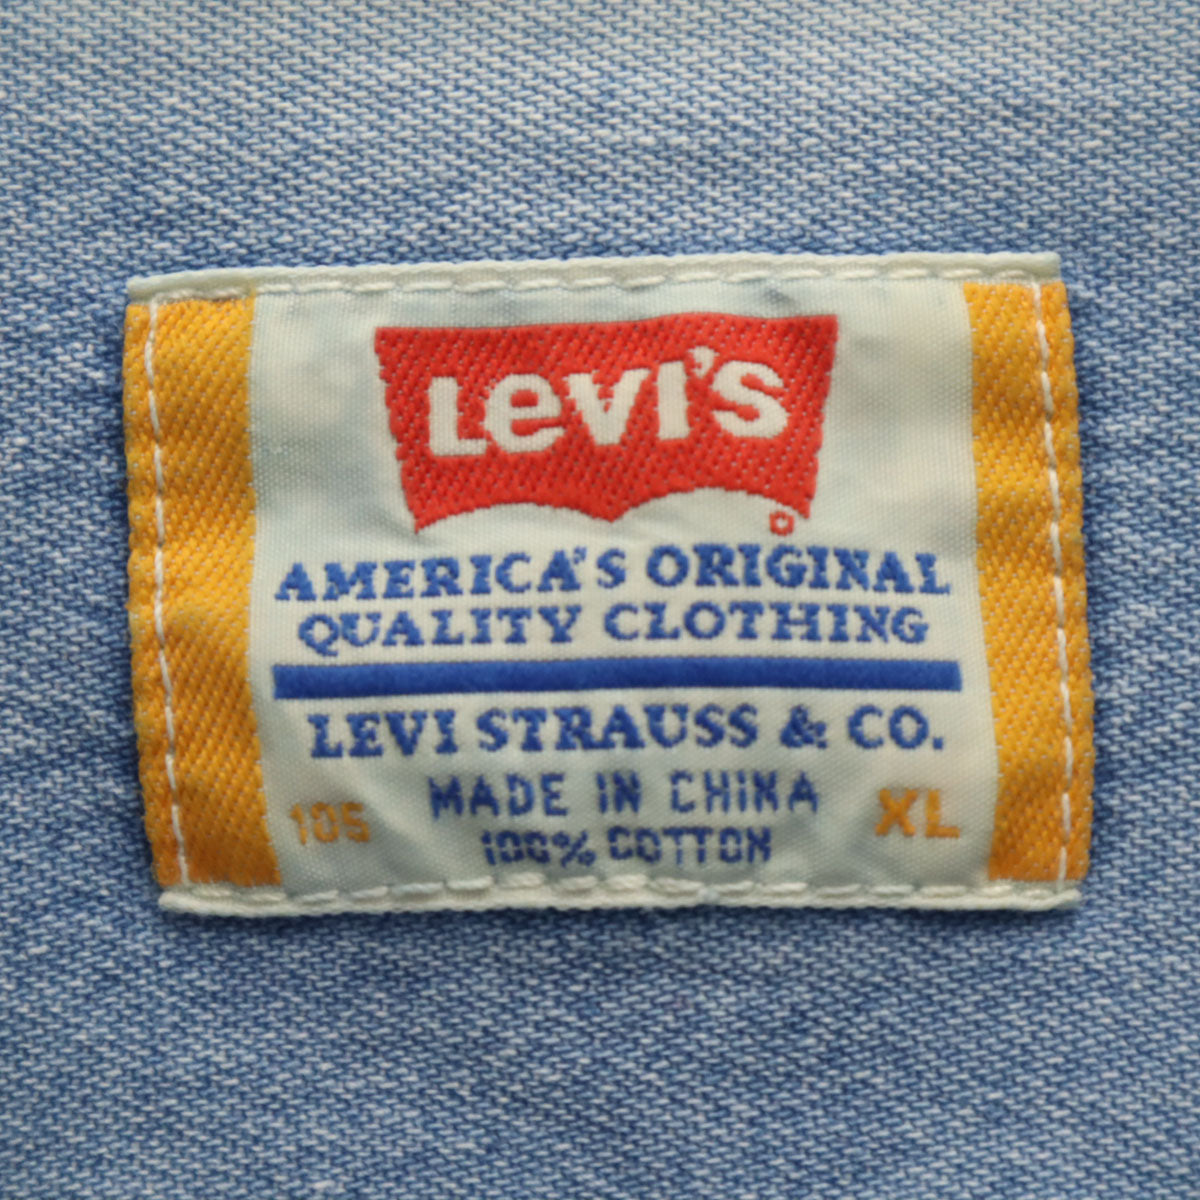 LEVI'S
AMERICA'S ORIGINAL
QUALITY CLOTHING
LEVI STRAUSS & CO.
MADE IN CHINA
105 100% COTTON XL